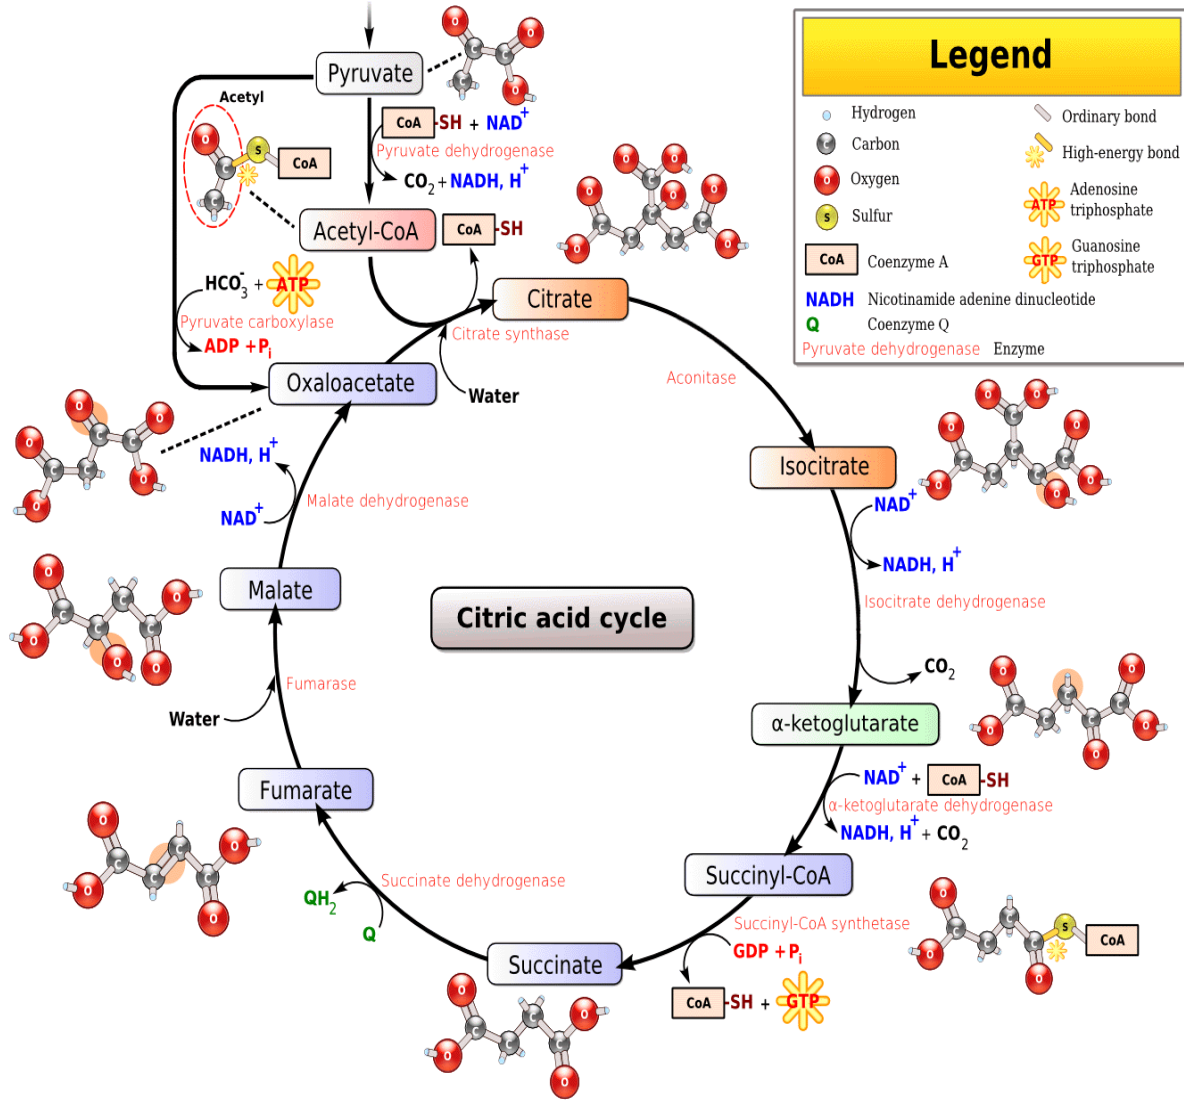 Pyruvate
Acetyl
CoA-SH + NAD+
Pyruvate dehydrogenase
CO2 + NADH, H+
S
CoA
Acetyl-CoA
CoA-SH
Citrate
HCO3- + ATP
Pyruvate carboxylase
ADP + Pi
Citrate synthase
Water
Oxaloacetate
Aconitase
Isocitrate
NAD+
NADH, H+
Isocitrate dehydrogenase
CO2
α-ketoglutarate
NAD+ + CoA-SH
α-ketoglutarate dehydrogenase
NADH, H+ + CO2
Succinyl-CoA
S
CoA
Succinyl-CoA synthetase
GDP + Pi
CoA-SH + GTP
Succinate
Succinate dehydrogenase
QH2
Q
Fumarate
Water
Fumarase
Malate
NADH, H+
Malate dehydrogenase
NAD+
Citric acid cycle
Legend
Hydrogen
Carbon
Oxygen
S Sulfur
CoA Coenzyme A
NADH Nicotinamide adenine dinucleotide
Q Coenzyme Q
Pyruvate dehydrogenase Enzyme
Ordinary bond
High-energy bond
ATP Adenosine
triphosphate
GTP Guanosine
triphosphate